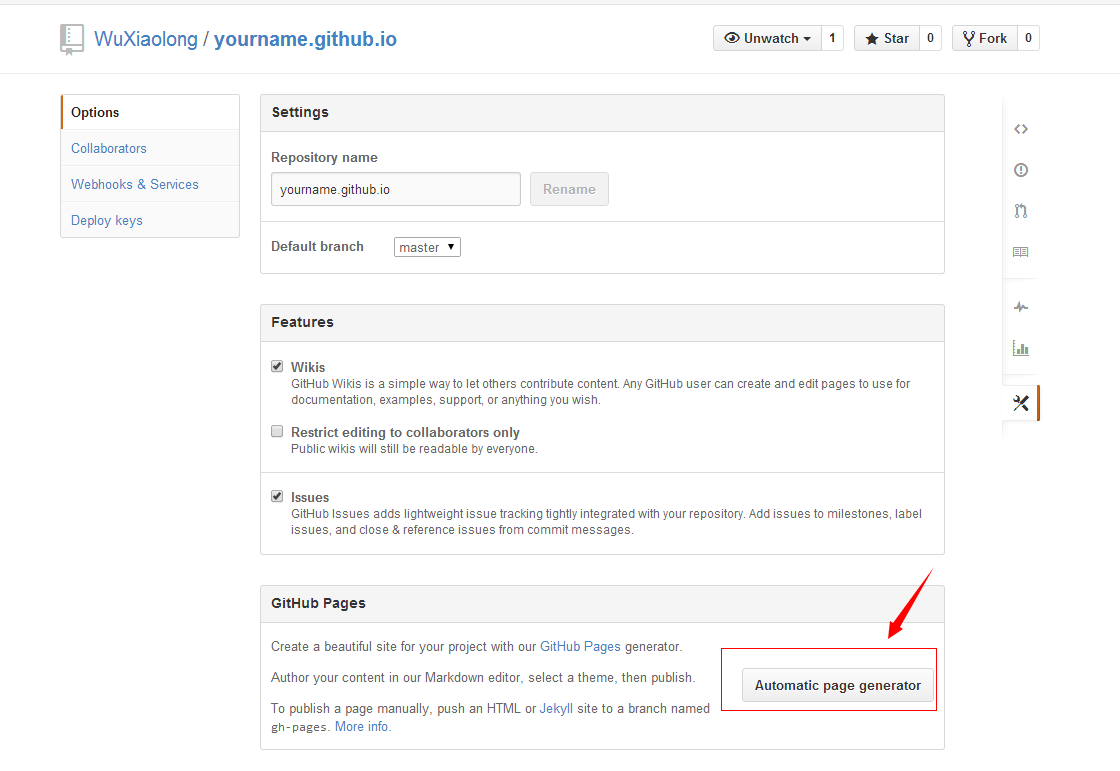 WuXiaolong / yourname.github.io
Unwatch 1
Star 0
Fork 0
Options
Collaborators
Webhooks & Services
Deploy keys
Settings
Repository name
yourname.github.io
Rename
Default branch
master
Features
Wikis
GitHub Wikis is a simple way to let others contribute content. Any GitHub user can create and edit pages to use for
documentation, examples, support, or anything you wish.
Restrict editing to collaborators only
Public wikis will still be readable by everyone.
Issues
GitHub Issues adds lightweight issue tracking tightly integrated with your repository. Add issues to milestones, label
issues, and close & reference issues from commit messages.
GitHub Pages
Create a beautiful site for your project with our GitHub Pages generator.
Author your content in our Markdown editor, select a theme, then publish.
To publish a page manually, push an HTML or Jekyll site to a branch named
gh-pages. More info.
Automatic page generator